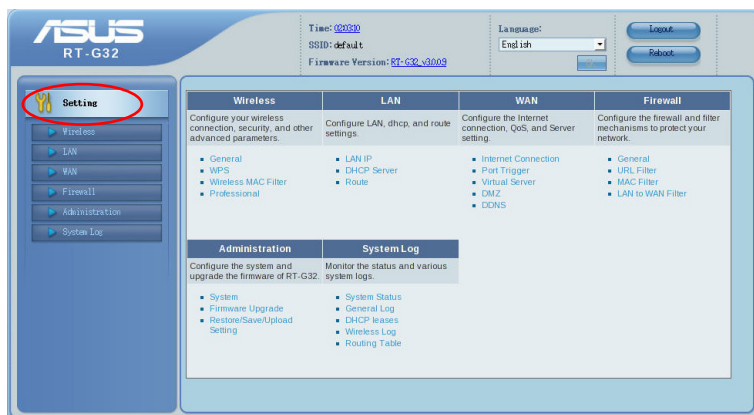 ASUS
RT-G32
Time: 020310
SSID: default
Firmware Version: RT-G32_v3.0.0.9
Language:
English
Logout
Reboot
Setting
Wireless
LAN
WAN
Firewall
Administration
System Log
Wireless
Configure your wireless
connection, security, and other
advanced parameters.
General
WPS
Wireless MAC Filter
Professional
LAN
Configure LAN, dhcp, and route
settings.
LAN IP
DHCP Server
Route
WAN
Configure the Internet
connection, QoS, and Server
setting.
Internet Connection
Port Trigger
Virtual Server
DMZ
DDNS
Firewall
Configure the firewall and filter
mechanisms to protect your
network.
General
URL Filter
MAC Filter
LAN to WAN Filter
Administration
Configure the system and
upgrade the firmware of RT-G32.
System
Firmware Upgrade
Restore/Save/Upload
Setting
System Log
Monitor the status and various
system logs.
System Status
General Log
DHCP leases
Wireless Log
Routing Table